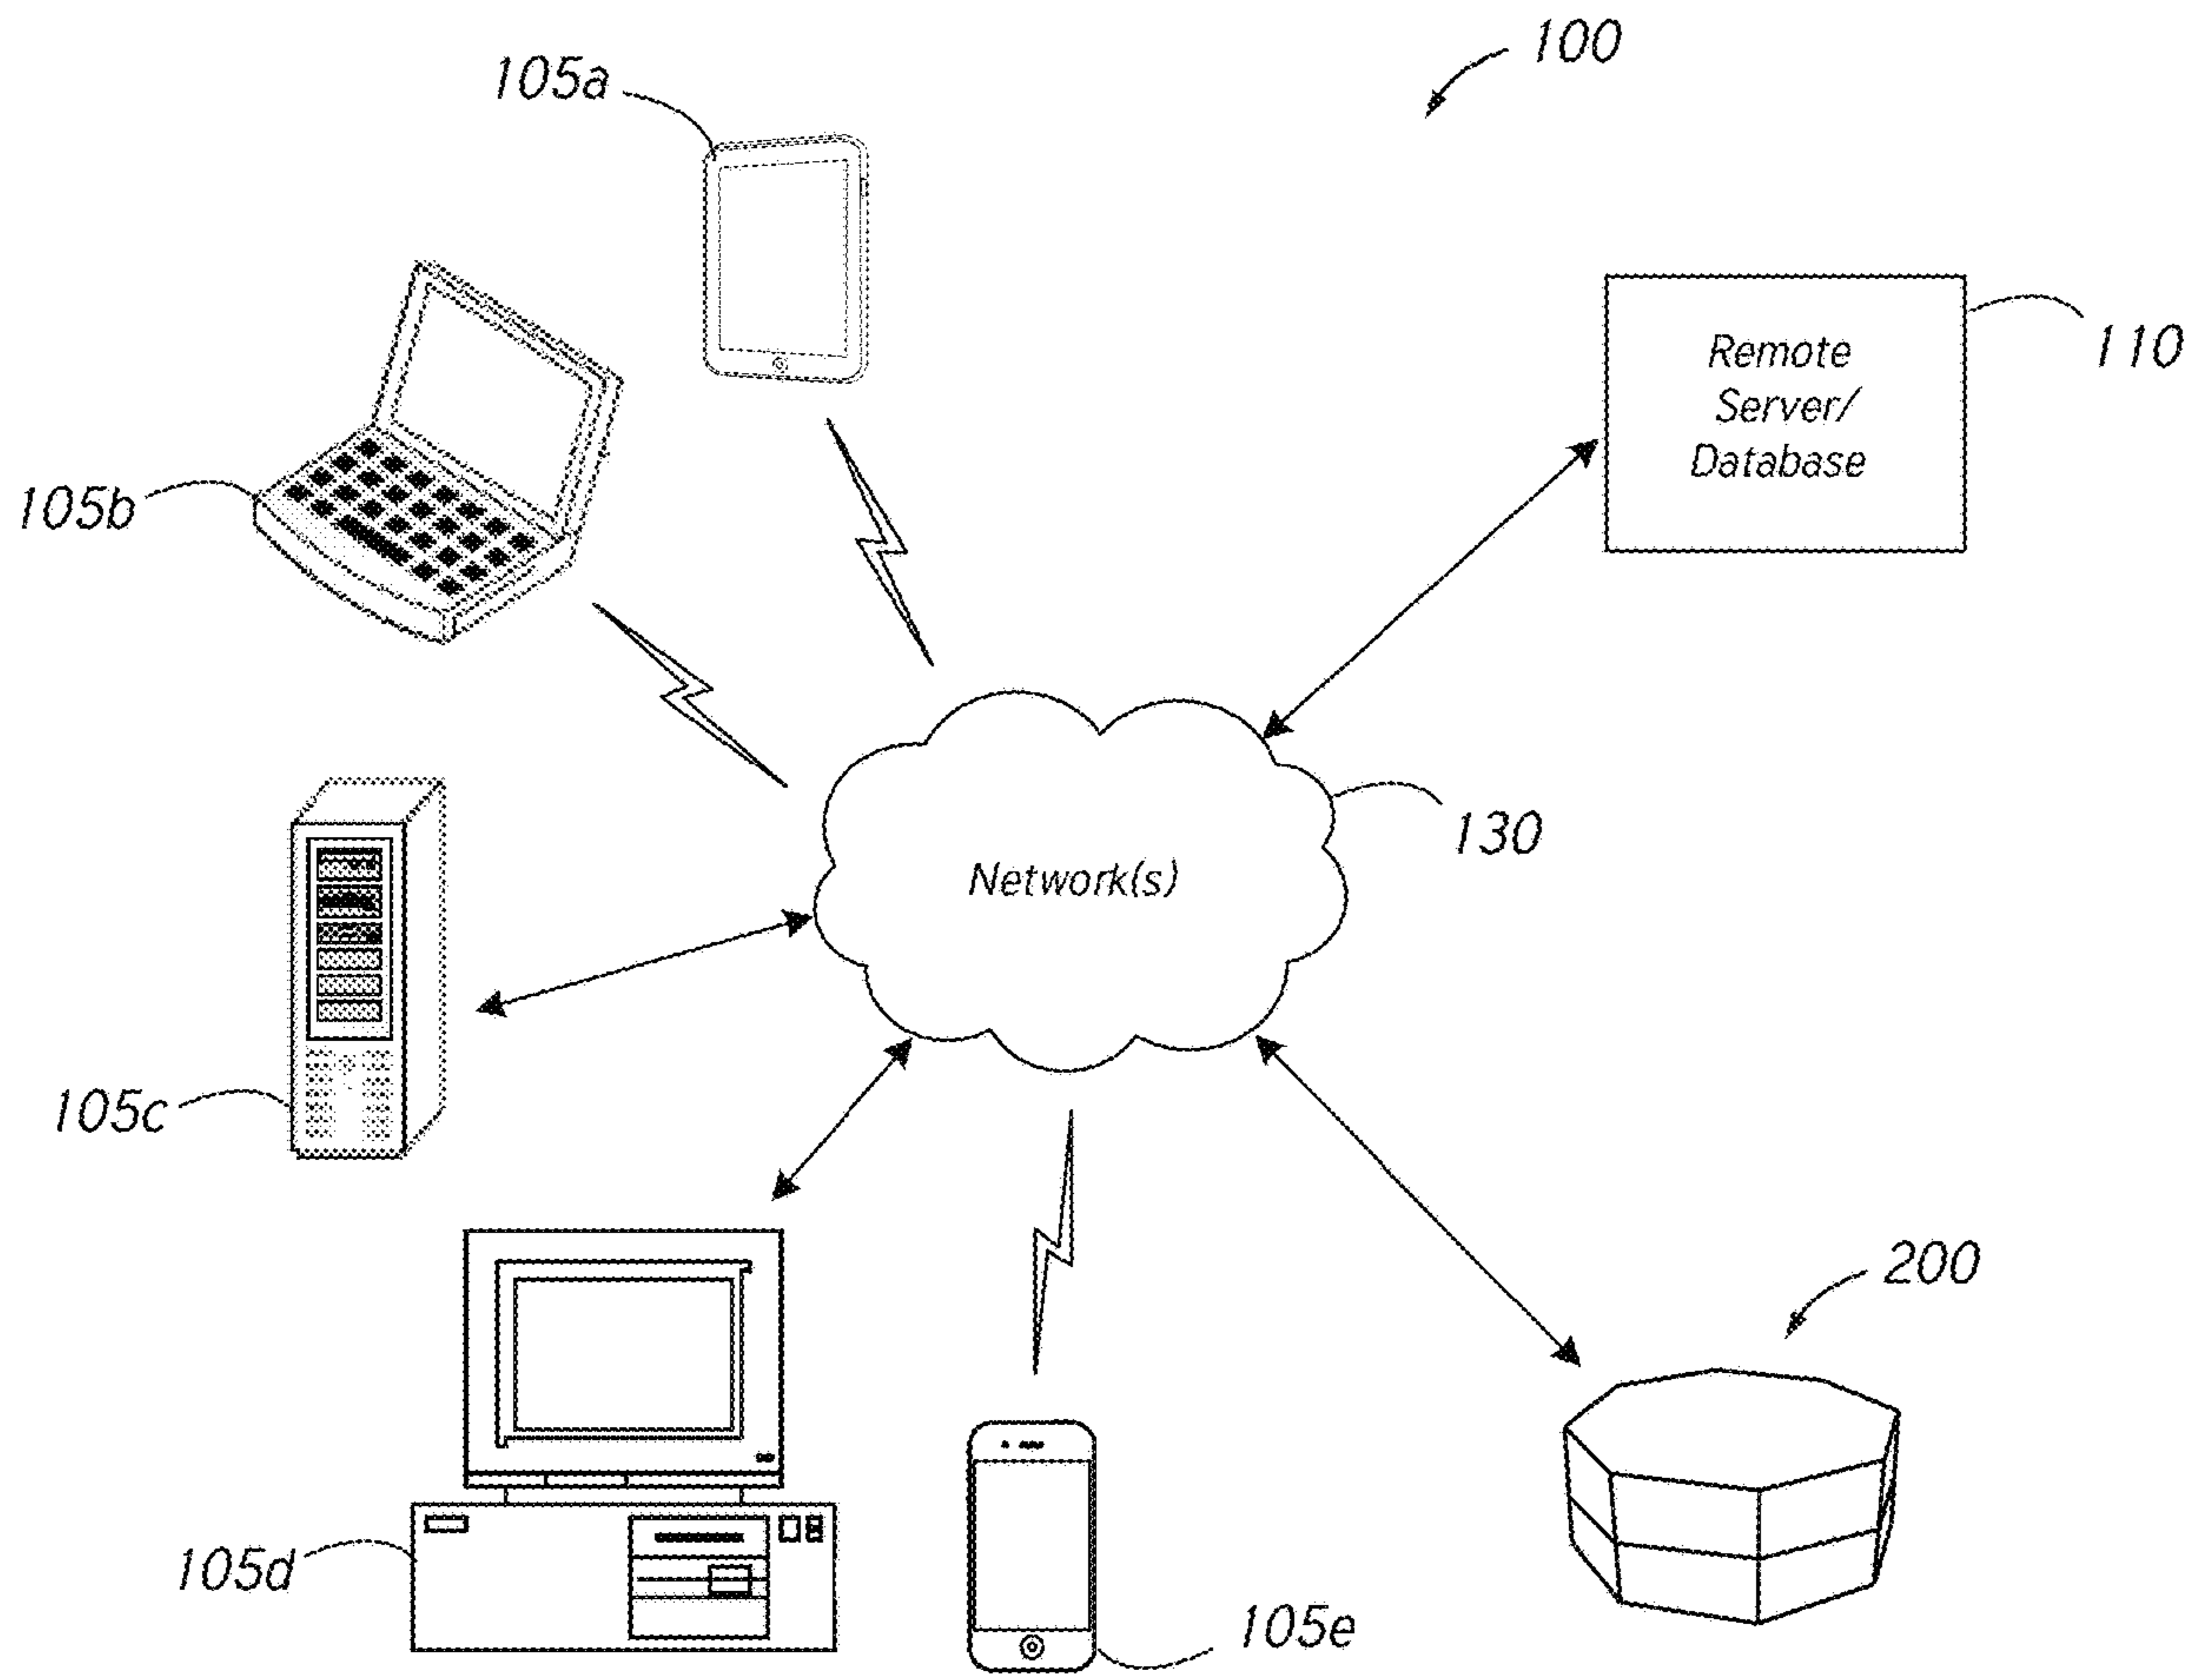 100
105a
Remote
Server/
Database
110
105b
130
Network(s)
105c
200
105d
105e